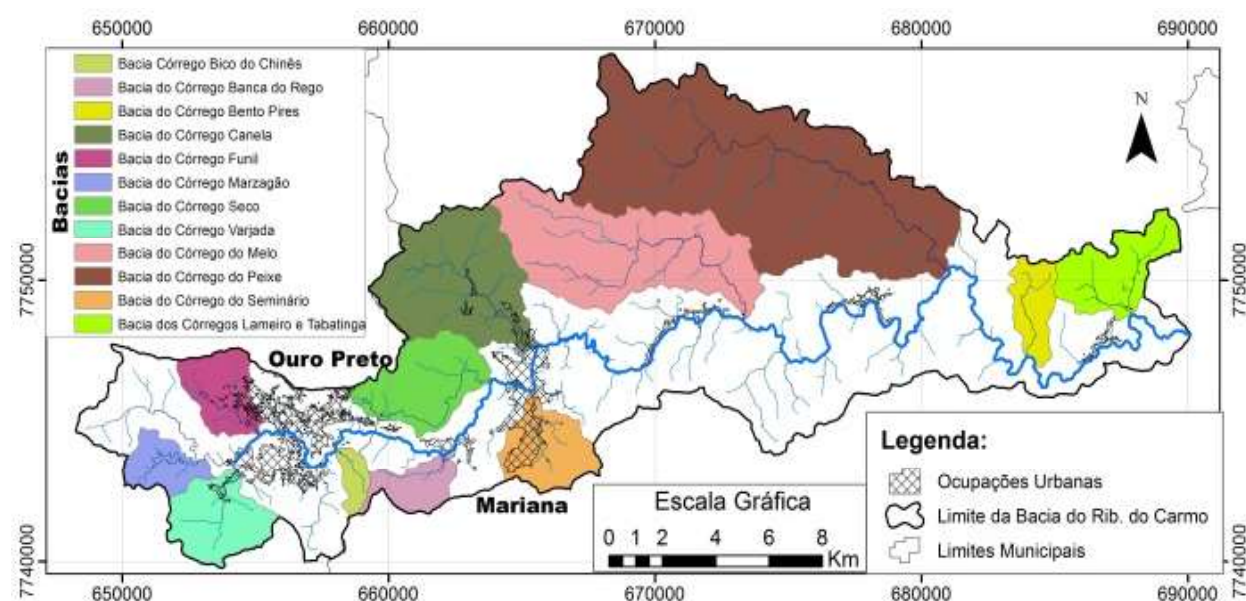 650000 660000 670000 680000 690000
Bacias
Bacia Córrego Bico do Chinês
Bacia do Córrego Banca do Rego
Bacia do Córrego Bento Pires
Bacia do Córrego Canela
Bacia do Córrego Funil
Bacia do Córrego Marzagão
Bacia do Córrego Seco
Bacia do Córrego Varjada
Bacia do Córrego do Melo
Bacia do Córrego do Peixe
Bacia do Córrego do Seminário
Bacia dos Córregos Lameiro e Tabatinga
N
7750000 7750000
Ouro Preto
Mariana
Escala Gráfica
0 1 2 4 6 8
Km
Legenda:
Ocupações Urbanas
Limite da Bacia do Rib. do Carmo
Limites Municipais
7740000 7740000
650000 660000 670000 680000 690000